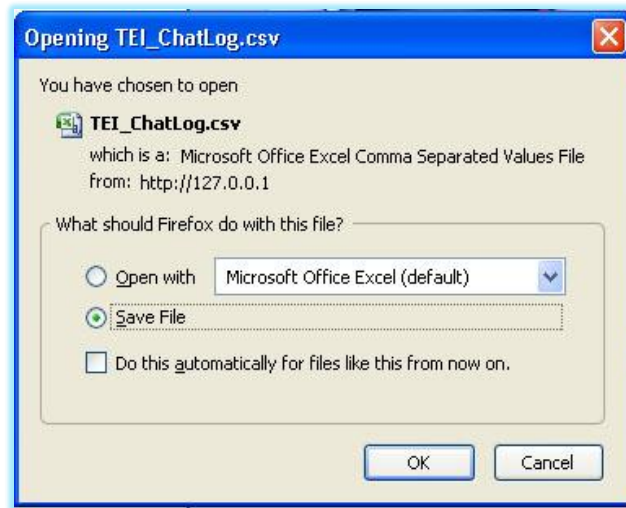 Opening TEI_ChatLog.csv
You have chosen to open
TEI_ChatLog.csv
which is a: Microsoft Office Excel Comma Separated Values File
from: http://127.0.0.1
What should Firefox do with this file?
Open with Microsoft Office Excel (default)
Save File
Do this automatically for files like this from now on.
OK Cancel